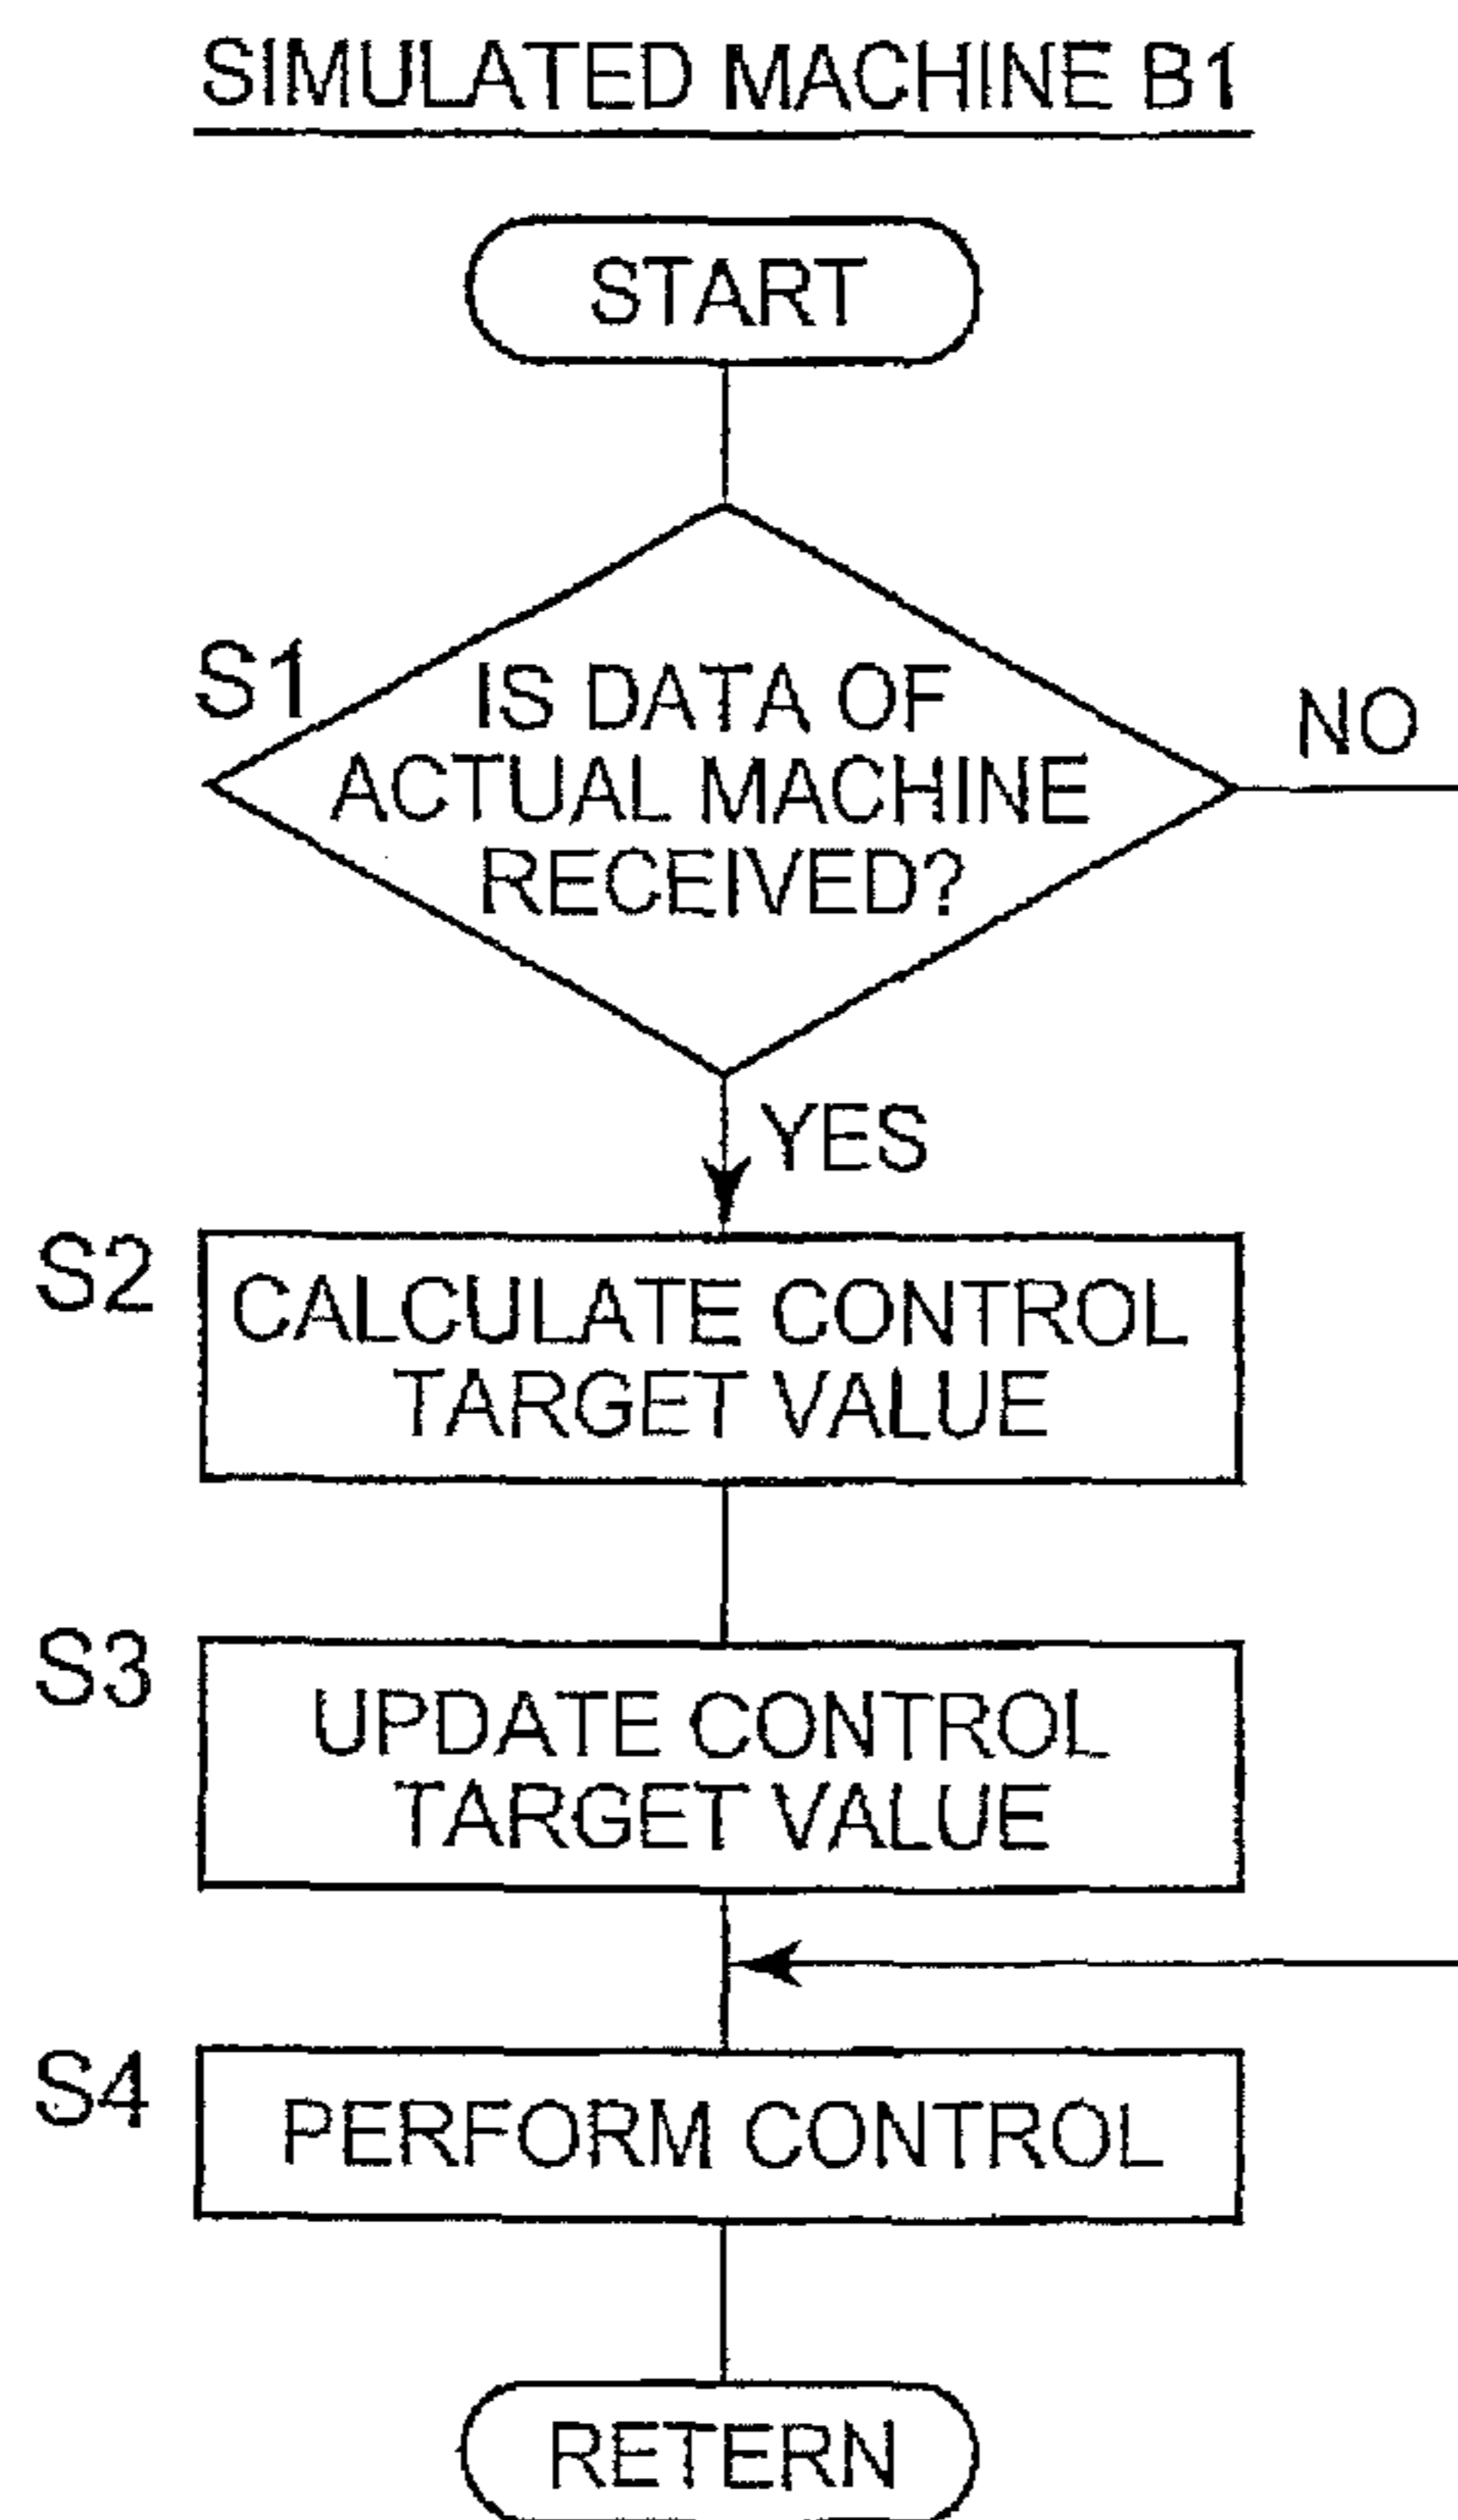 SIMULATED MACHINE B1
START
S1
IS DATA OF
ACTUAL MACHINE
RECEIVED?
NO
YES
S2
CALCULATE CONTROL
TARGET VALUE
S3
UPDATE CONTROL
TARGET VALUE
S4
PERFORM CONTROL
RETERN